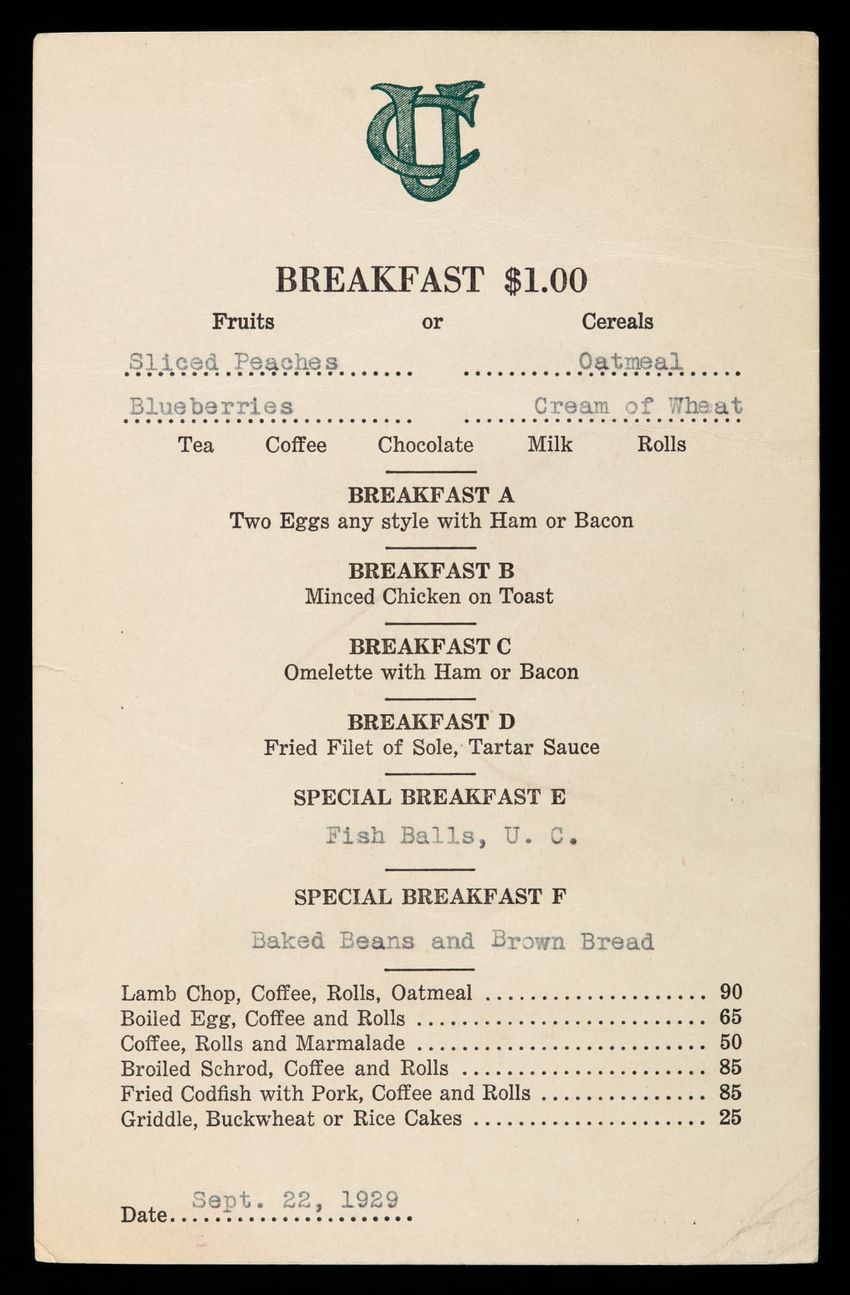 UC
BREAKFAST $1.00
Fruits or Cereals
Sliced Peaches Oatmeal
Blueberries Cream of Wheat
Tea Coffee Chocolate Milk Rolls
BREAKFAST A
Two Eggs any style with Ham or Bacon
BREAKFAST B
Minced Chicken on Toast
BREAKFAST C
Omelette with Ham or Bacon
BREAKFAST D
Fried Filet of Sole, Tartar Sauce
SPECIAL BREAKFAST E
Fish Balls, U. C.
SPECIAL BREAKFAST F
Baked Beans and Brown Bread
Lamb Chop, Coffee, Rolls, Oatmeal .................... 90
Boiled Egg, Coffee and Rolls .......................... 65
Coffee, Rolls and Marmalade .......................... 50
Broiled Schrod, Coffee and Rolls ...................... 85
Fried Codfish with Pork, Coffee and Rolls ............... 85
Griddle, Buckwheat or Rice Cakes ..................... 25
Date Sept. 22, 1929